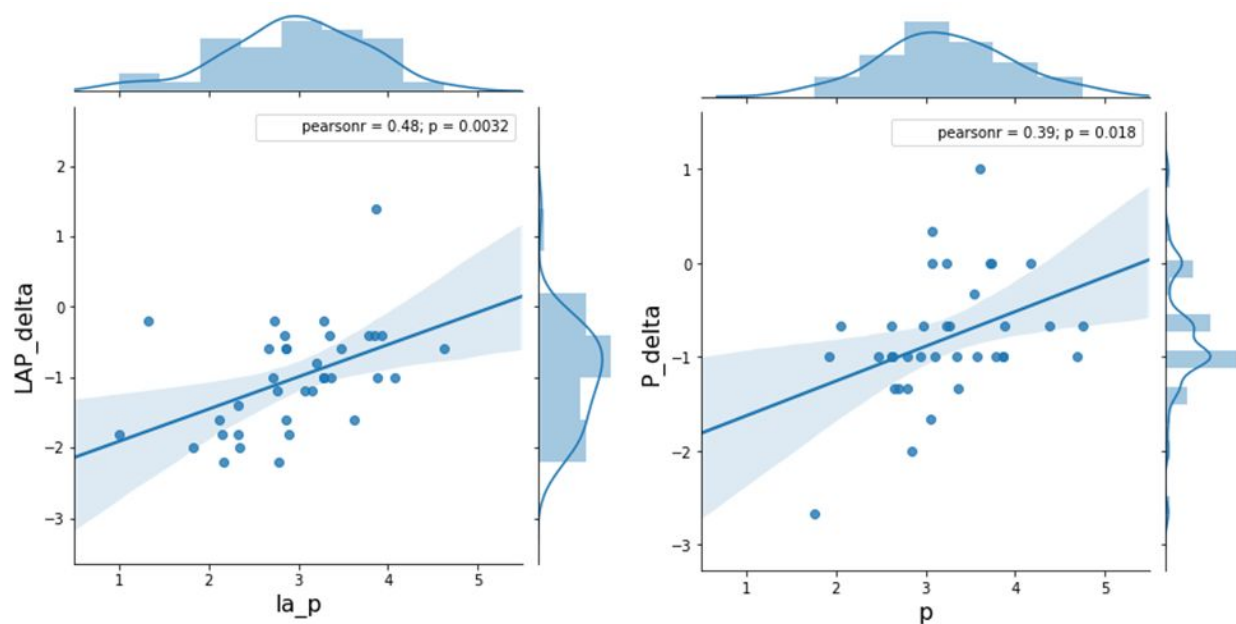 pearsonr = 0.48; p = 0.0032
LAP_delta
2
1
0
−1
−2
−3
1 2 3 4 5
la_p
pearsonr = 0.39; p = 0.018
P_delta
1
0
−1
−2
−3
1 2 3 4 5
p